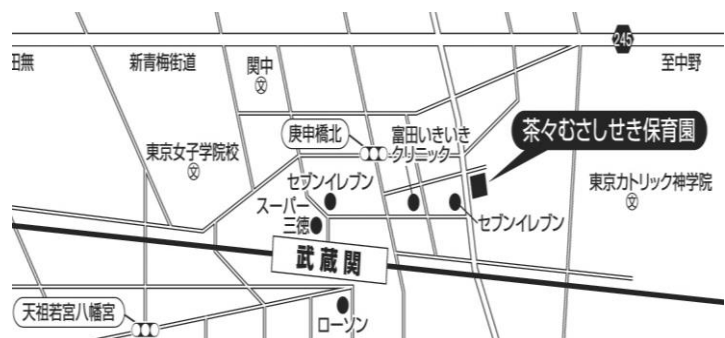 245
田無
新青梅街道
関中
至中野
文
庚申橋北
富田いきいき
クリニック
茶々むさしせき保育園
東京女子学院校
文
セブンイレブン
東京カトリック神学院
文
スーパー
三徳
セブンイレブン
武蔵関
天祖若宮八幡宮
ローソン